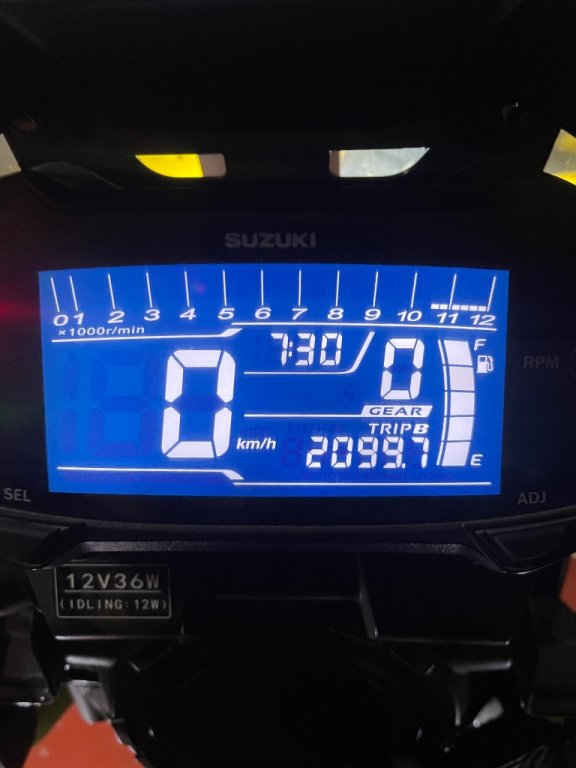 SUZUKI
0 1 2 3 4 5 6 7 8 9 10 11 12
×1000r/min
7:30
0
F
RPM
0
km/h
GEAR
TRIP B
2099.7
E
SEL
ADJ
12V36W
(IDLING:12W)